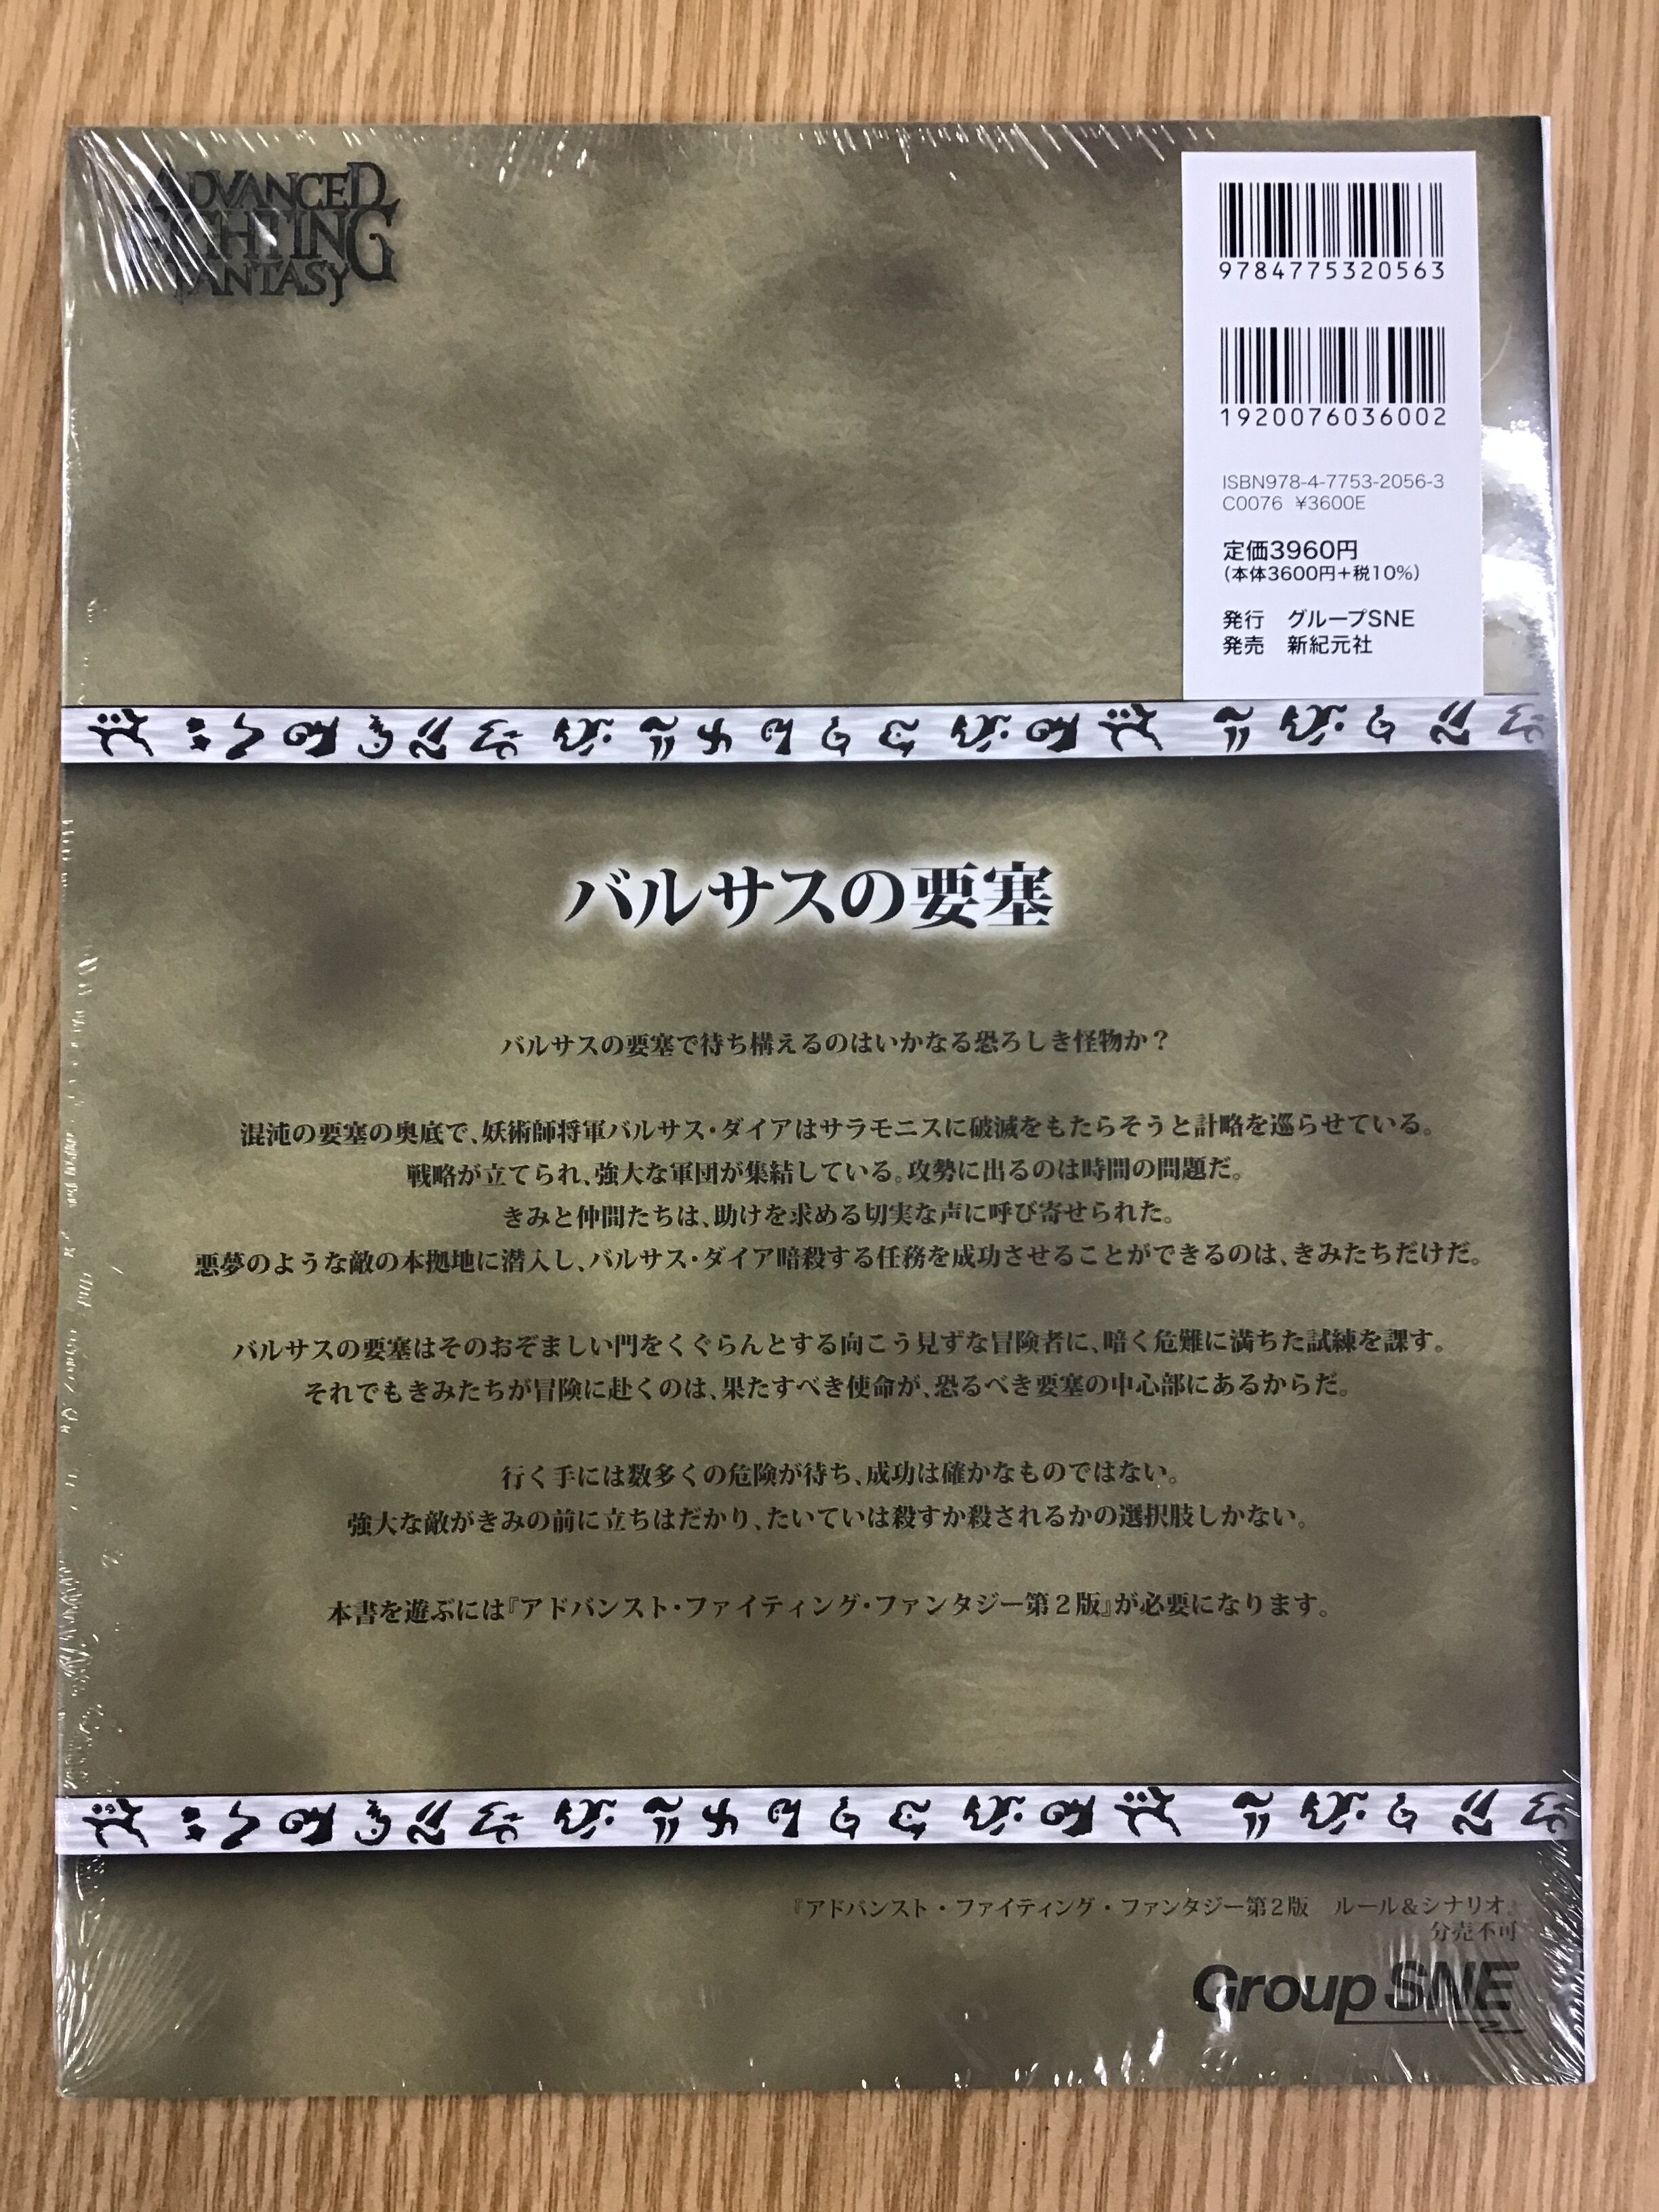 ADVANCED
FIGHTING
FANTASY
9784775320563
1920076036002
ISBN978-4-7753-2056-3
C0076 ¥3600E
定価3960円
(本体3600円+税10%)
発行 グループSNE
発売 新紀元社
バルサスの要塞
バルサスの要塞で待ち構えるのはいかなる恐ろしき怪物か？
混沌の要塞の奥底で、妖術師将軍バルサス・ダイアはサラモニスに破滅をもたらそうと計略を巡らせている。
戦略が立てられ、強大な軍団が集結している。攻勢に出るのは時間の問題だ。
きみと仲間たちは、助けを求める切実な声に呼び寄せられた。
悪夢のような敵の本拠地に潜入し、バルサス・ダイア暗殺する任務を成功させることができるのは、きみたちだけだ。
バルサスの要塞はそのおぞましい門をくぐらんとする向こう見ずな冒険者に、暗く危難に満ちた試練を課す。
それでもきみたちが冒険に赴くのは、果たすべき使命が、恐るべき要塞の中心部にあるからだ。
行く手には数多くの危険が待ち、成功は確かなものではない。
強大な敵がきみの前に立ちはだかり、たいていは殺すか殺されるかの選択肢しかない。
本書を遊ぶには『アドバンスト・ファイティング・ファンタジー第２版』が必要になります。
『アドバンスト・ファイティング・ファンタジー第２版 ルール＆シナリオ』
分売不可
Group SNE